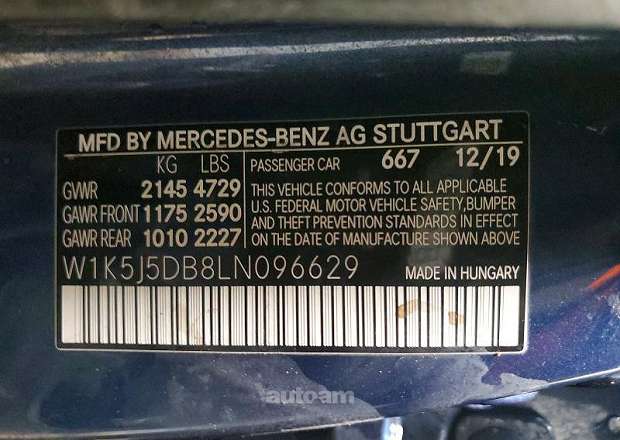 MFD BY MERCEDES-BENZ AG STUTTGART
KG LBS PASSENGER CAR 667 12/19
GVWR 2145 4729 THIS VEHICLE CONFORMS TO ALL APPLICABLE
GAWR FRONT 1175 2590 U.S. FEDERAL MOTOR VEHICLE SAFETY,BUMPER
AND THEFT PREVENTION STANDARDS IN EFFECT
GAWR REAR 1010 2227 ON THE DATE OF MANUFACTURE SHOWN ABOVE
W1K5J5DB8LN096629 MADE IN HUNGARY
autoam